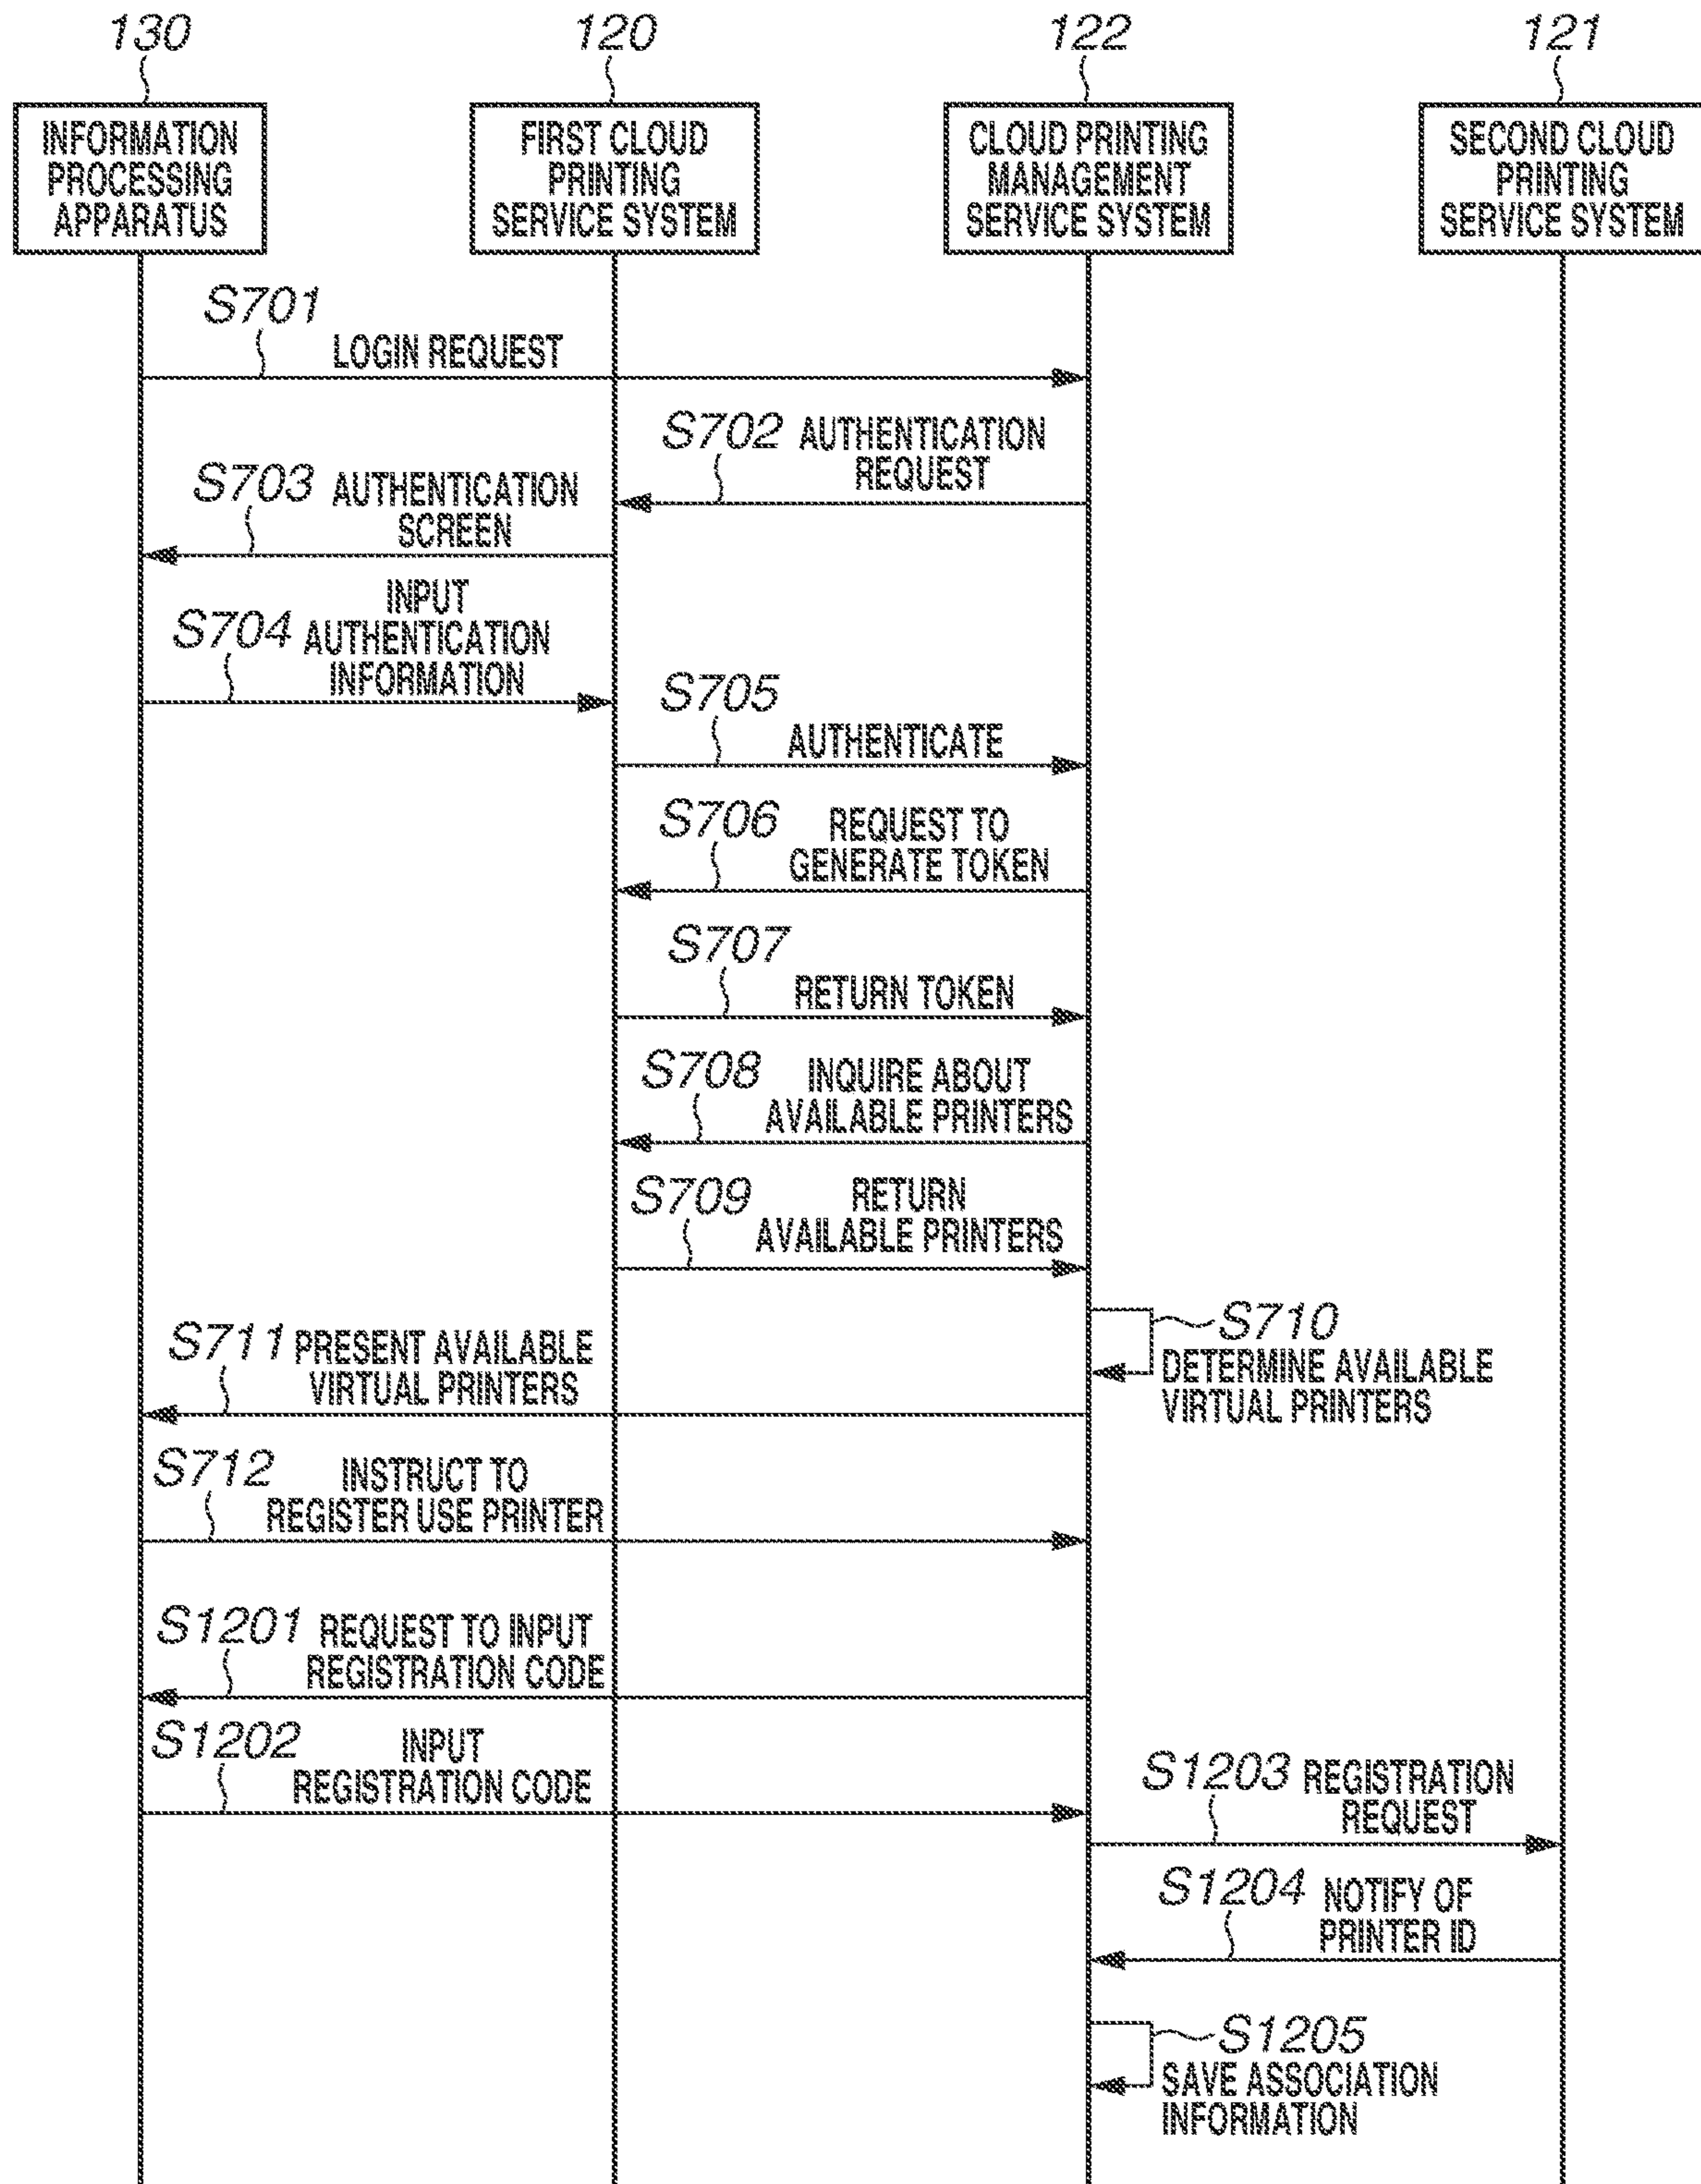 130
120
122
121
INFORMATION
PROCESSING
APPARATUS
FIRST CLOUD
PRINTING
SERVICE SYSTEM
CLOUD PRINTING
MANAGEMENT
SERVICE SYSTEM
SECOND CLOUD
PRINTING
SERVICE SYSTEM
S701
LOGIN REQUEST
S702
AUTHENTICATION
REQUEST
S703
AUTHENTICATION
SCREEN
S704
INPUT
AUTHENTICATION
INFORMATION
S705
AUTHENTICATE
S706
REQUEST TO
GENERATE TOKEN
S707
RETURN TOKEN
S708
INQUIRE ABOUT
AVAILABLE PRINTERS
S709
RETURN
AVAILABLE PRINTERS
S710
DETERMINE AVAILABLE
VIRTUAL PRINTERS
S711
PRESENT AVAILABLE
VIRTUAL PRINTERS
S712
INSTRUCT TO
REGISTER USE PRINTER
S1201
REQUEST TO INPUT
REGISTRATION CODE
S1202
INPUT
REGISTRATION CODE
S1203
REGISTRATION
REQUEST
S1204
NOTIFY OF
PRINTER ID
S1205
SAVE ASSOCIATION
INFORMATION